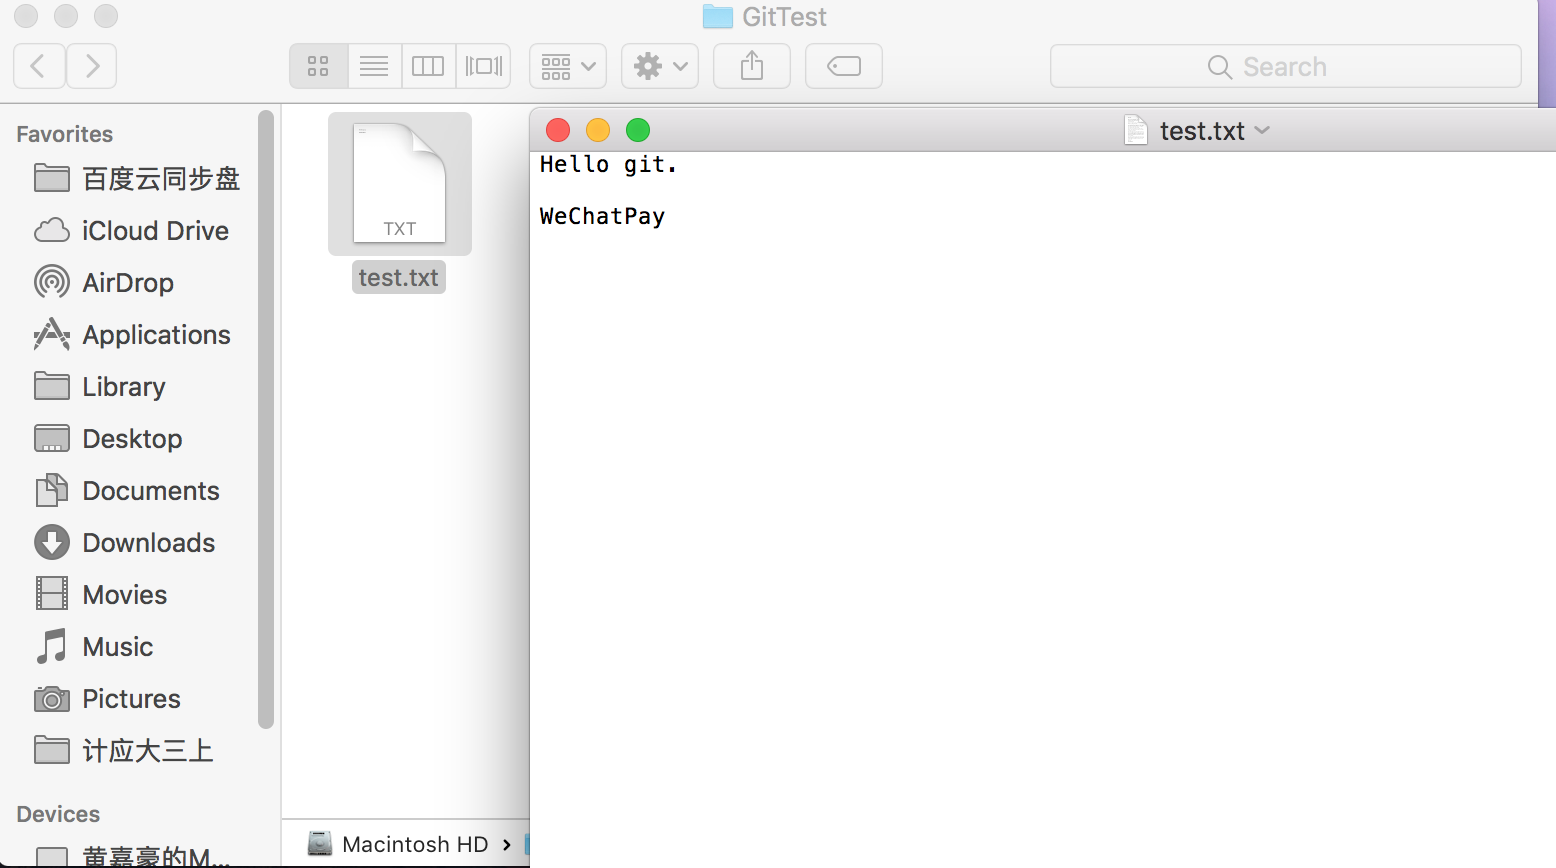 GitTest
Search
Favorites
百度云同步盘
iCloud Drive
AirDrop
Applications
Library
Desktop
Documents
Downloads
Movies
Music
Pictures
计应大三上
Devices
黄嘉豪的M...
TXT
test.txt
Macintosh HD
test.txt
Hello git.
WeChatPay